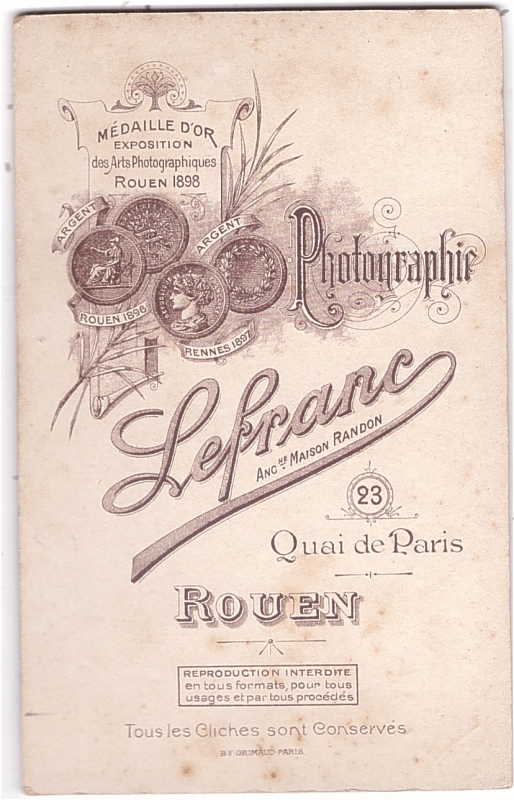 MÉDAILLE D'OR
EXPOSITION
des Arts Photographiques
ROUEN 1898
ARGENT
ROUEN 1896
ARGENT
RENNES 1897
Photographie
Lefranc
ANCNE MAISON RANDON
23
Quai de Paris
ROUEN
REPRODUCTION INTERDITE
en tous formats, pour tous
usages et par tous procédés
Tous les Cliches sont Conservés
B.F. GRIMAUD. PARIS.